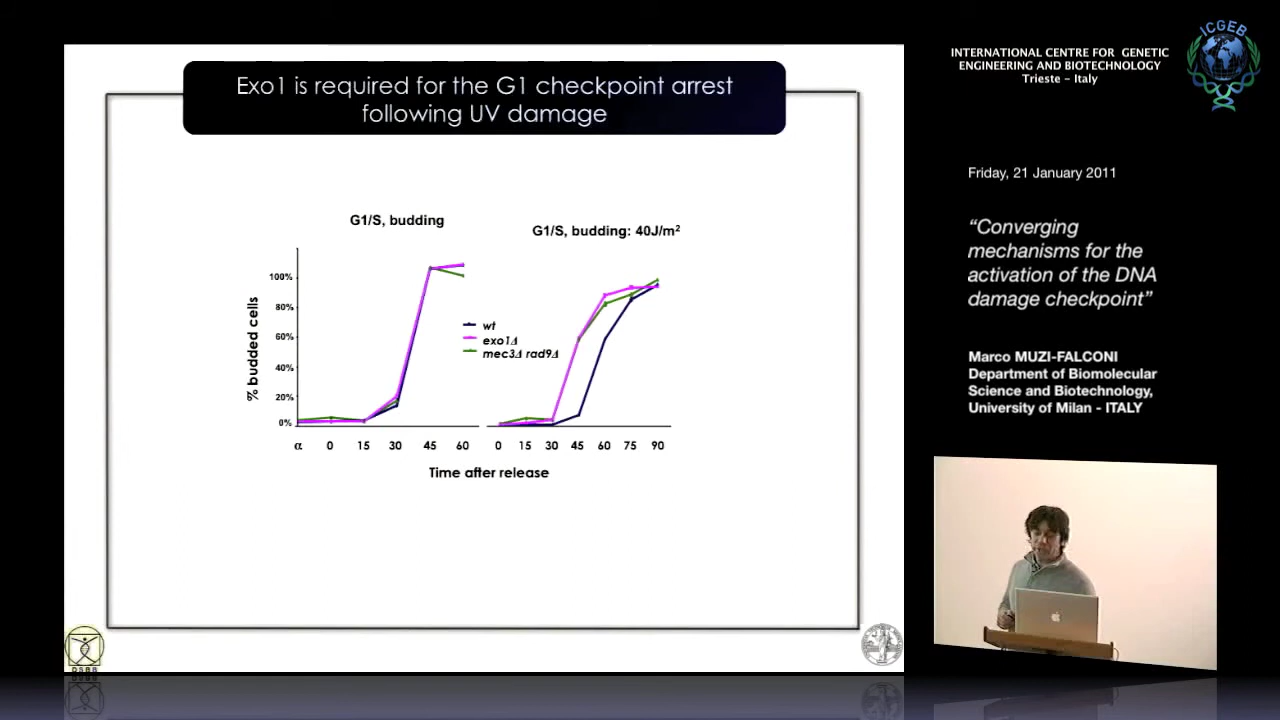 Exo1 is required for the G1 checkpoint arrest
following UV damage
G1/S, budding
G1/S, budding: 40J/m²
% budded cells
100%
80%
60%
40%
20%
0%
wt
exo1Δ
mec3Δ rad9Δ
α 0 15 30 45 60
0 15 30 45 60 75 90
Time after release
DSBB
ICGEB
INTERNATIONAL CENTRE FOR GENETIC
ENGINEERING AND BIOTECHNOLOGY
Trieste – Italy
Friday, 21 January 2011
“Converging
mechanisms for the
activation of the DNA
damage checkpoint”
Marco MUZI-FALCONI
Department of Biomolecular
Science and Biotechnology,
University of Milan - ITALY